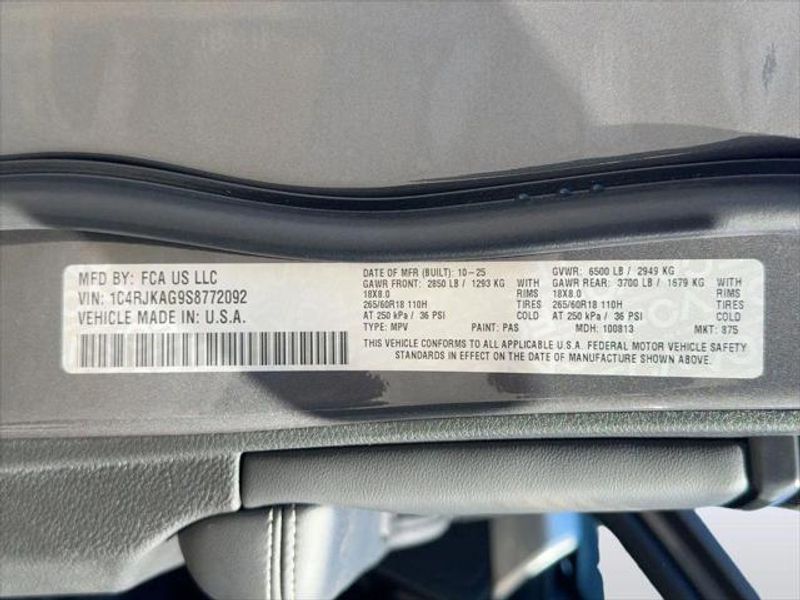 MFD BY: FCA US LLC
VIN: 1C4RJKAG9S8772092
VEHICLE MADE IN: U.S.A.
DATE OF MFR (BUILT): 10-25
GAWR FRONT: 2850 LB / 1293 KG WITH
18X8.0 RIMS
265/60R18 110H TIRES
AT 250 kPa / 36 PSI COLD
TYPE: MPV PAINT: PAS
GVWR: 6500 LB / 2949 KG
GAWR REAR: 3700 LB / 1679 KG WITH
18X8.0 RIMS
265/60R18 110H TIRES
AT 250 kPa / 36 PSI COLD
MDH: 100813 MKT: 875
THIS VEHICLE CONFORMS TO ALL APPLICABLE U.S.A. FEDERAL MOTOR VEHICLE SAFETY
STANDARDS IN EFFECT ON THE DATE OF MANUFACTURE SHOWN ABOVE.